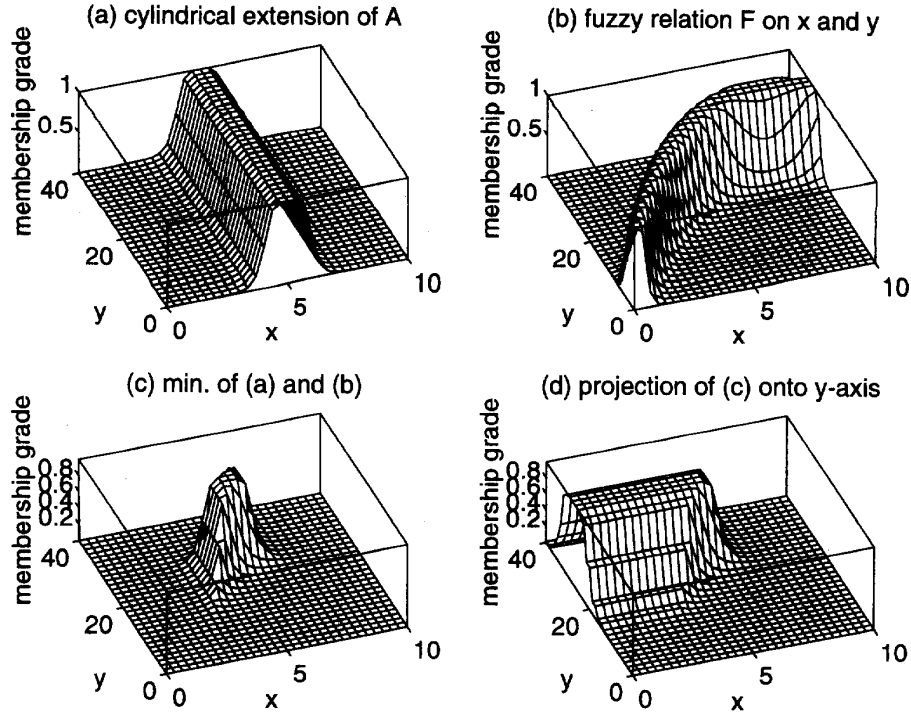 (a) cylindrical extension of A
membership grade
1
0.5
40
20
0
y
0
5
10
x
(b) fuzzy relation F on x and y
membership grade
1
0.5
40
20
0
y
0
5
10
x
(c) min. of (a) and (b)
membership grade
0.8
0.6
0.4
0.2
40
20
0
y
0
5
10
x
(d) projection of (c) onto y-axis
membership grade
0.8
0.6
0.4
0.2
40
20
0
y
0
5
10
x